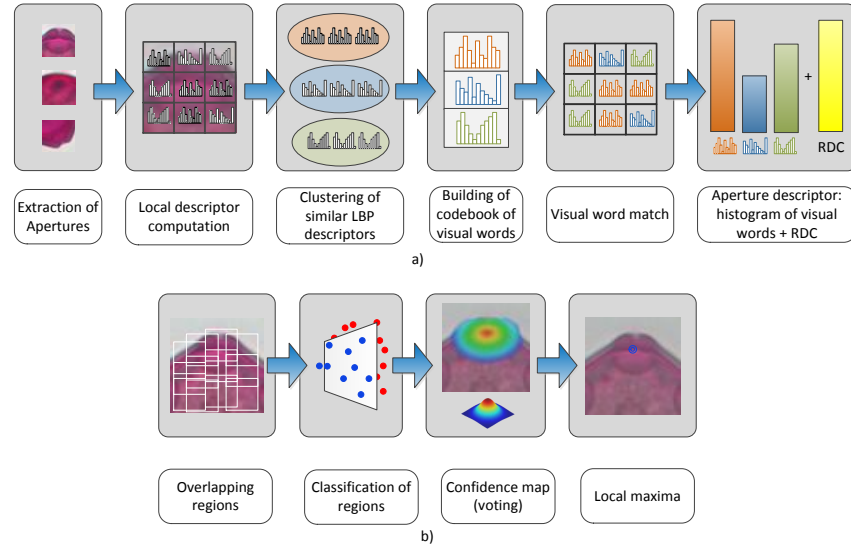 +
RDC
Extraction of
Apertures
Local descriptor
computation
Clustering of
similar LBP
descriptors
Building of
codebook of
visual words
Visual word match
Aperture descriptor:
histogram of visual
words + RDC
a)
Overlapping
regions
Classification of
regions
Confidence map
(voting)
Local maxima
b)